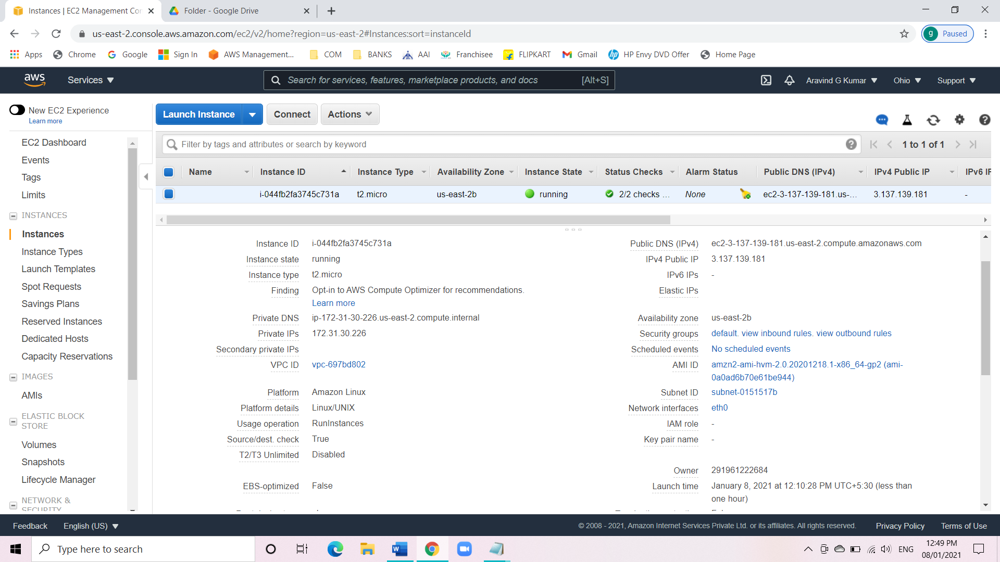 Instances | EC2 Management Con
Folder - Google Drive
us-east-2.console.aws.amazon.com/ec2/v2/home?region=us-east-2#Instances:sort=instanceId
g Paused
Apps Chrome Google Sign In AWS Management... COM BANKS AAI Franchisee FLIPKART Gmail HP Envy DVD Offer Home Page
aws Services Search for services, features, marketplace products, and docs [Alt+S] Aravind G Kumar Ohio Support
New EC2 Experience
Learn more
EC2 Dashboard
Events
Tags
Limits
INSTANCES
Instances
Instance Types
Launch Templates
Spot Requests
Savings Plans
Reserved Instances
Dedicated Hosts
Capacity Reservations
IMAGES
AMIs
ELASTIC BLOCK
STORE
Volumes
Snapshots
Lifecycle Manager
NETWORK &
SECURITY
Launch Instance Connect Actions
Filter by tags and attributes or search by keyword 1 to 1 of 1
Name Instance ID Instance Type Availability Zone Instance State Status Checks Alarm Status Public DNS (IPv4) IPv4 Public IP IPv6 IP
i-044fb2fa3745c731a t2.micro us-east-2b running 2/2 checks ... None ec2-3-137-139-181.us-... 3.137.139.181 -
Instance ID i-044fb2fa3745c731a
Instance state running
Instance type t2.micro
Finding Opt-in to AWS Compute Optimizer for recommendations.
Learn more
Private DNS ip-172-31-30-226.us-east-2.compute.internal
Private IPs 172.31.30.226
Secondary private IPs
VPC ID vpc-697bd802
Platform Amazon Linux
Platform details Linux/UNIX
Usage operation RunInstances
Source/dest. check True
T2/T3 Unlimited Disabled
EBS-optimized False
Public DNS (IPv4) ec2-3-137-139-181.us-east-2.compute.amazonaws.com
IPv4 Public IP 3.137.139.181
IPv6 IPs -
Elastic IPs
Availability zone us-east-2b
Security groups default. view inbound rules. view outbound rules
Scheduled events No scheduled events
AMI ID amzn2-ami-hvm-2.0.20201218.1-x86_64-gp2 (ami-
0a0ad6b70e61be944)
Subnet ID subnet-0151517b
Network interfaces eth0
IAM role -
Key pair name -
Owner 291961222684
Launch time January 8, 2021 at 12:10:28 PM UTC+5:30 (less than
one hour)
Feedback English (US) © 2008 - 2021, Amazon Internet Services Private Ltd. or its affiliates. All rights reserved. Privacy Policy Terms of Use
Type here to search
ENG
12:49 PM
08/01/2021